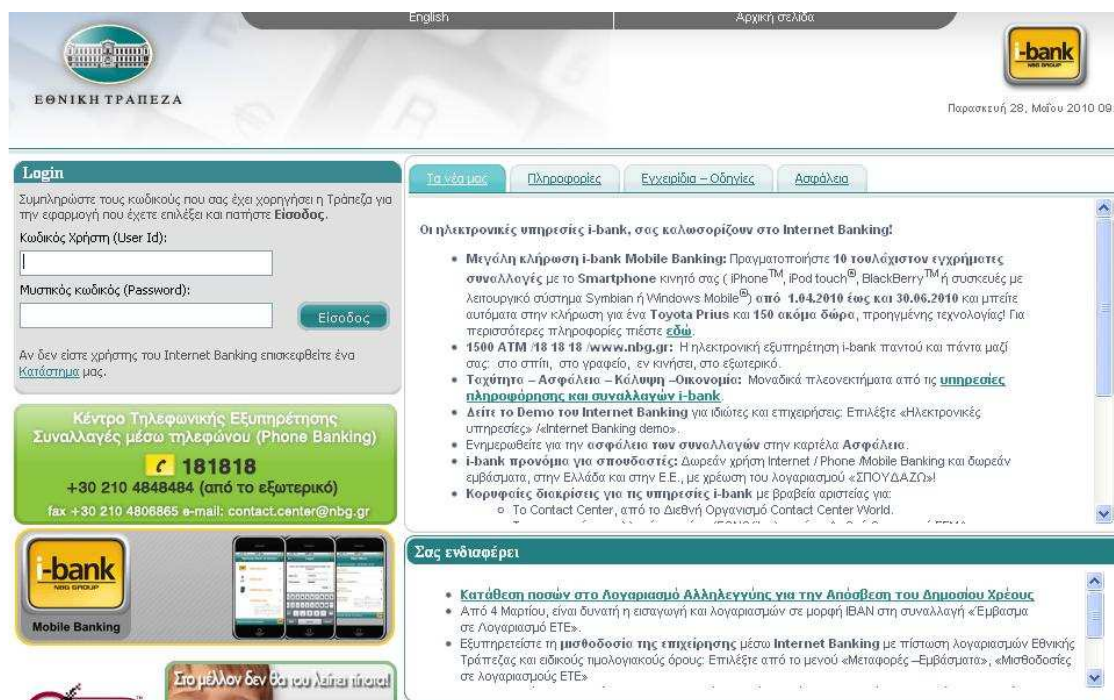 English
Αρχική σελίδα
ΕΘΝΙΚΗ ΤΡΑΠΕΖΑ
i-bank
NBG GROUP
Παρασκευή 28, Μαΐου 2010 09
Login
Συμπληρώστε τους κωδικούς που σας έχει χορηγήσει η Τράπεζα για
την εφαρμογή που έχετε επιλέξει και πατήστε Είσοδος.
Κωδικός Χρήστη (User Id):
Μυστικός κωδικός (Password):
Είσοδος
Αν δεν είστε χρήστης του Internet Banking επισκεφθείτε ένα
Κατάστημα μας.
Κέντρο Τηλεφωνικής Εξυπηρέτησης
Συναλλαγές μέσω τηλεφώνου (Phone Banking)
181818
+30 210 4848484 (από το εξωτερικό)
fax +30 210 4806865 e-mail: contact.center@nbg.gr
i-bank
NBG GROUP
Mobile Banking
Στο μέλλον δεν θα του λείπει τίποτα!
Τα νέα μας
Πληροφορίες
Εγχειρίδια – Οδηγίες
Ασφάλεια
Οι ηλεκτρονικές υπηρεσίες i-bank, σας καλωσορίζουν στο Internet Banking!
• Μεγάλη κλήρωση i-bank Mobile Banking: Πραγματοποιήστε 10 τουλάχιστον εγχρήματες
συναλλαγές με το Smartphone κινητό σας ( iPhone™, iPod touch®, BlackBerry™ ή συσκευές με
λειτουργικό σύστημα Symbian ή Windows Mobile®) από 1.04.2010 έως και 30.06.2010 και μπείτε
αυτόματα στην κλήρωση για ένα Toyota Prius και 150 ακόμα δώρα, προηγμένης τεχνολογίας! Για
περισσότερες πληροφορίες πιέστε εδώ.
• 1500 ATM /18 18 18 /www.nbg.gr: Η ηλεκτρονική εξυπηρέτηση i-bank παντού και πάντα μαζί
σας: στο σπίτι, στο γραφείο, εν κινήσει, στο εξωτερικό.
• Ταχύτητα – Ασφάλεια – Κάλυψη –Οικονομία: Μοναδικά πλεονεκτήματα από τις υπηρεσίες
πληροφόρησης και συναλλαγών i-bank.
• Δείτε το Demo του Internet Banking για ιδιώτες και επιχειρήσεις: Επιλέξτε «Ηλεκτρονικές
υπηρεσίες» /«Internet Banking demo».
• Ενημερωθείτε για την ασφάλεια των συναλλαγών στην καρτέλα Ασφάλεια.
• i-bank προνόμια για σπουδαστές: Δωρεάν χρήση Internet / Phone /Mobile Banking και δωρεάν
εμβάσματα, στην Ελλάδα και στην Ε.Ε., με χρέωση του λογαριασμού «ΣΠΟΥΔΑΖΩ»!
• Κορυφαίες διακρίσεις για τις υπηρεσίες i-bank με βραβεία αριστείας για:
o Το Contact Center, από το Διεθνή Οργανισμό Contact Center World.
Σας ενδιαφέρει
• Κατάθεση ποσών στο Λογαριασμό Αλληλεγγύης για την Απόσβεση του Δημοσίου Χρέους
• Από 4 Μαρτίου, είναι δυνατή η εισαγωγή και λογαριασμών σε μορφή IBAN στη συναλλαγή «Έμβασμα
σε Λογαριασμό ΕΤΕ».
• Εξυπηρετείστε τη μισθοδοσία της επιχείρησης μέσω Internet Banking με πίστωση λογαριασμών Εθνικής
Τράπεζας και ειδικούς τιμολογιακούς όρους: Επιλέξτε από το μενού «Μεταφορές –Εμβάσματα», «Μισθοδοσίες
σε λογαριασμούς ΕΤΕ»